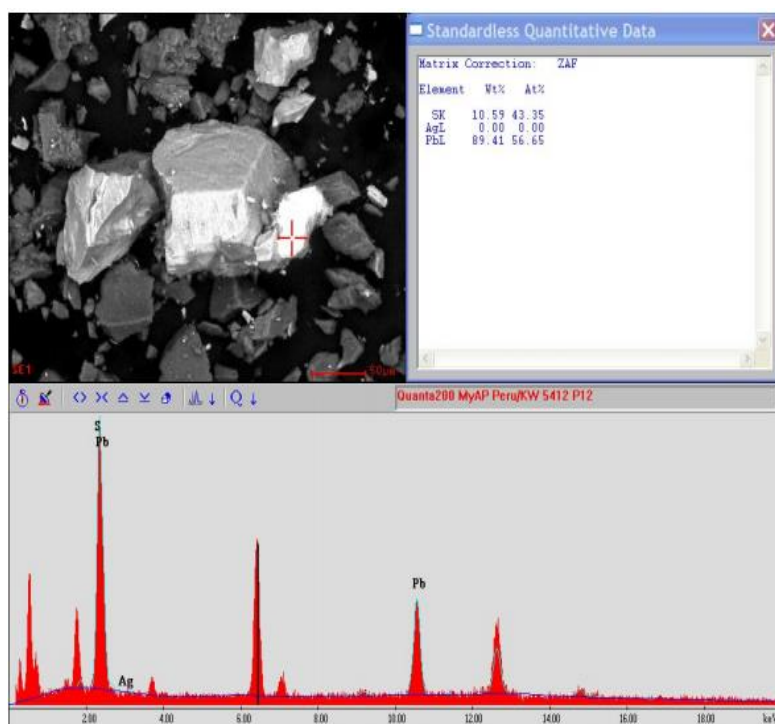 Standardless Quantitative Data
Matrix Correction: ZAF
Element Wt% At%
SK 10.59 43.35
AgL 0.00 0.00
PbL 89.41 56.65
SE1
50µm
Q
Quanta200 MyAP Peru/KW 5412 P12
S
Pb
Ag
Pb
2.00 4.00 6.00 8.00 10.00 12.00 14.00 16.00 18.00